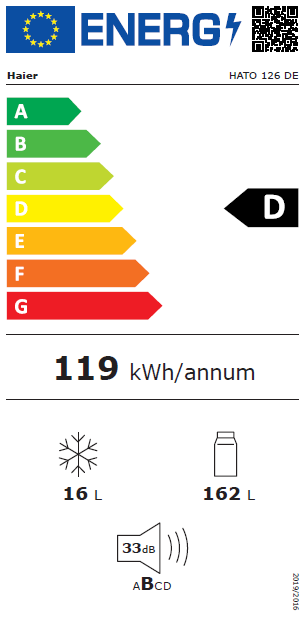 ENERG
Haier HATO 126 DE
A
B
C
D
D
E
F
G
119 kWh/annum
16 L 162 L
33dB
ABCD
2019/2016